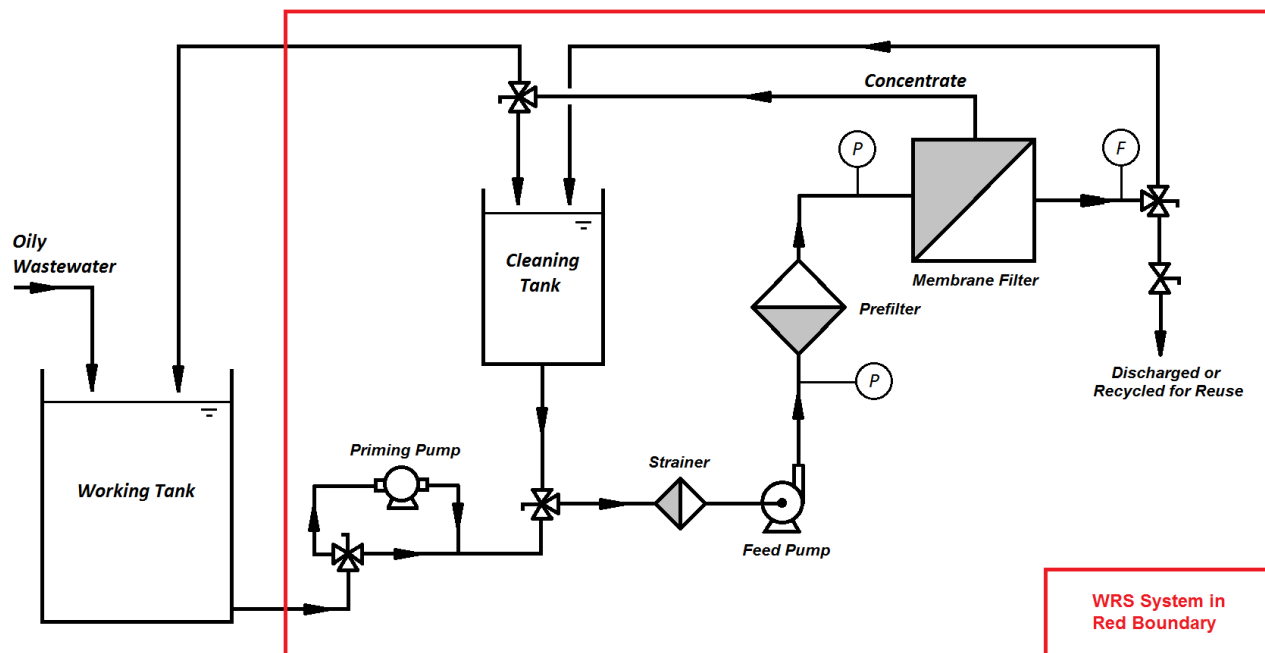 Concentrate
P
F
Oily
Wastewater
Cleaning
Tank
Membrane Filter
Prefilter
P
Discharged or
Recycled for Reuse
Priming Pump
Strainer
Working Tank
Feed Pump
WRS System in
Red Boundary